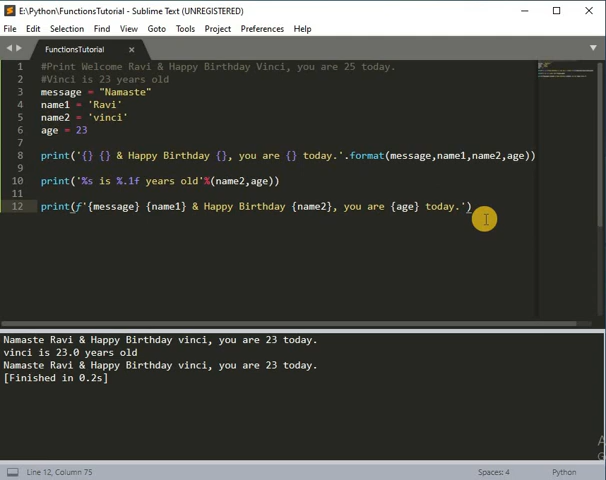 E:\Python\FunctionsTutorial - Sublime Text (UNREGISTERED)
File Edit Selection Find View Goto Tools Project Preferences Help
FunctionsTutorial
1 #Print Welcome Ravi & Happy Birthday Vinci, you are 25 today.
2 #Vinci is 23 years old
3 message = "Namaste"
4 name1 = 'Ravi'
5 name2 = 'vinci'
6 age = 23
7
8 print('{} {} & Happy Birthday {}, you are {} today.'.format(message,name1,name2,age))
9
10 print('%s is %.1f years old'%(name2,age))
11
12 print(f'{message} {name1} & Happy Birthday {name2}, you are {age} today.')
Namaste Ravi & Happy Birthday vinci, you are 23 today.
vinci is 23.0 years old
Namaste Ravi & Happy Birthday vinci, you are 23 today.
[Finished in 0.2s]
Line 12, Column 75 Spaces: 4 Python